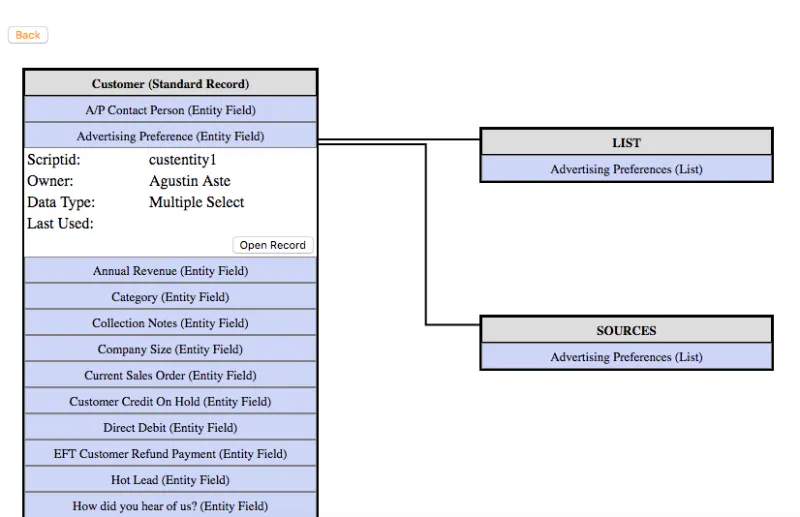 Back
Customer (Standard Record)
A/P Contact Person (Entity Field)
Advertising Preference (Entity Field)
Scriptid: custentity1
Owner: Agustin Aste
Data Type: Multiple Select
Last Used:
Open Record
Annual Revenue (Entity Field)
Category (Entity Field)
Collection Notes (Entity Field)
Company Size (Entity Field)
Current Sales Order (Entity Field)
Customer Credit On Hold (Entity Field)
Direct Debit (Entity Field)
EFT Customer Refund Payment (Entity Field)
Hot Lead (Entity Field)
How did you hear of us? (Entity Field)
LIST
Advertising Preferences (List)
SOURCES
Advertising Preferences (List)